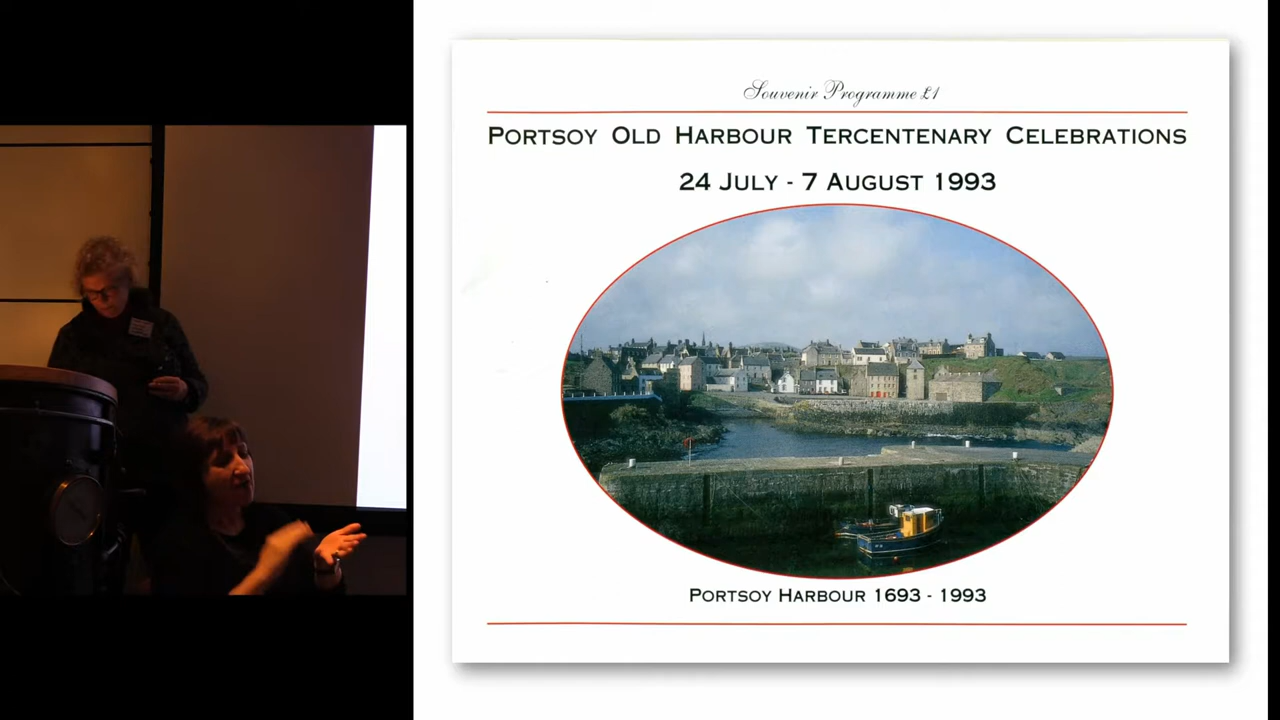 Souvenir Programme £1
PORTSOY OLD HARBOUR TERCENTENARY CELEBRATIONS
24 JULY - 7 AUGUST 1993
PORTSOY HARBOUR 1693 - 1993